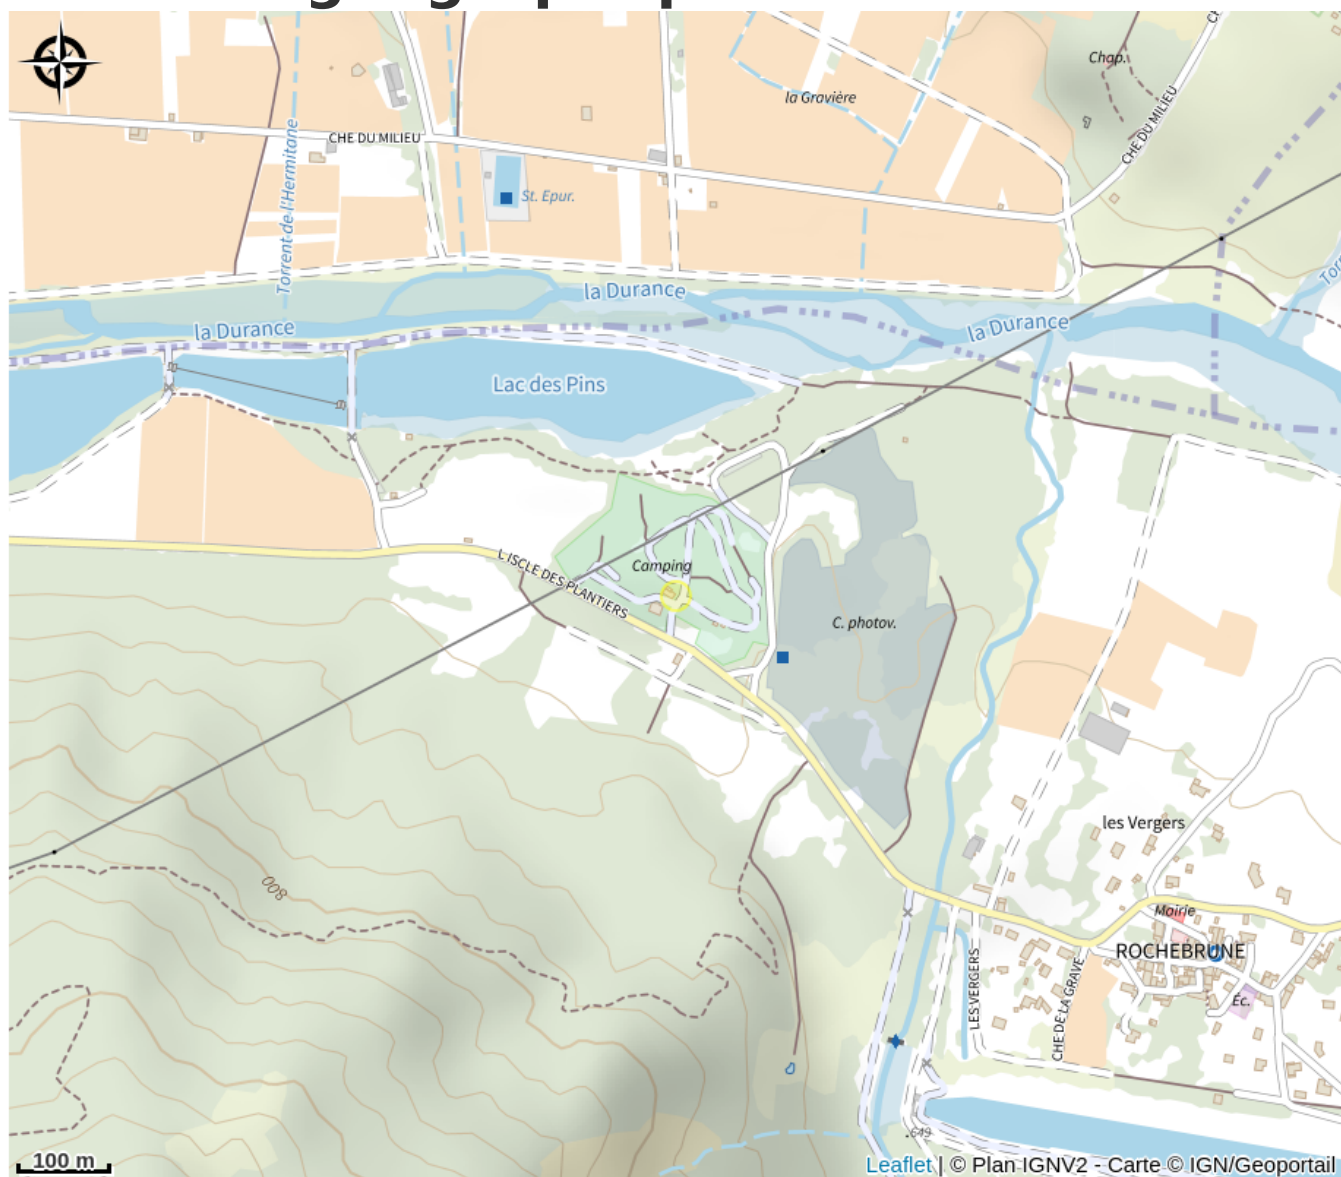 Chap.
la Gravière
CHE DU MILIEU
CHE DU MILIEU
Torrent de l'Hermitane
St. Epur.
la Durance
la Durance
la Durance
Lac des Pins
L'ISCLE DES PLANTIERS
Camping
C. photov.
les Vergers
008
Mairie
ROCHEBRUNE
LES VERGERS
CHE DE LA GRAVE
Éc.
649
100 m
Leaflet | © Plan IGNV2 - Carte © IGN/Geoportail